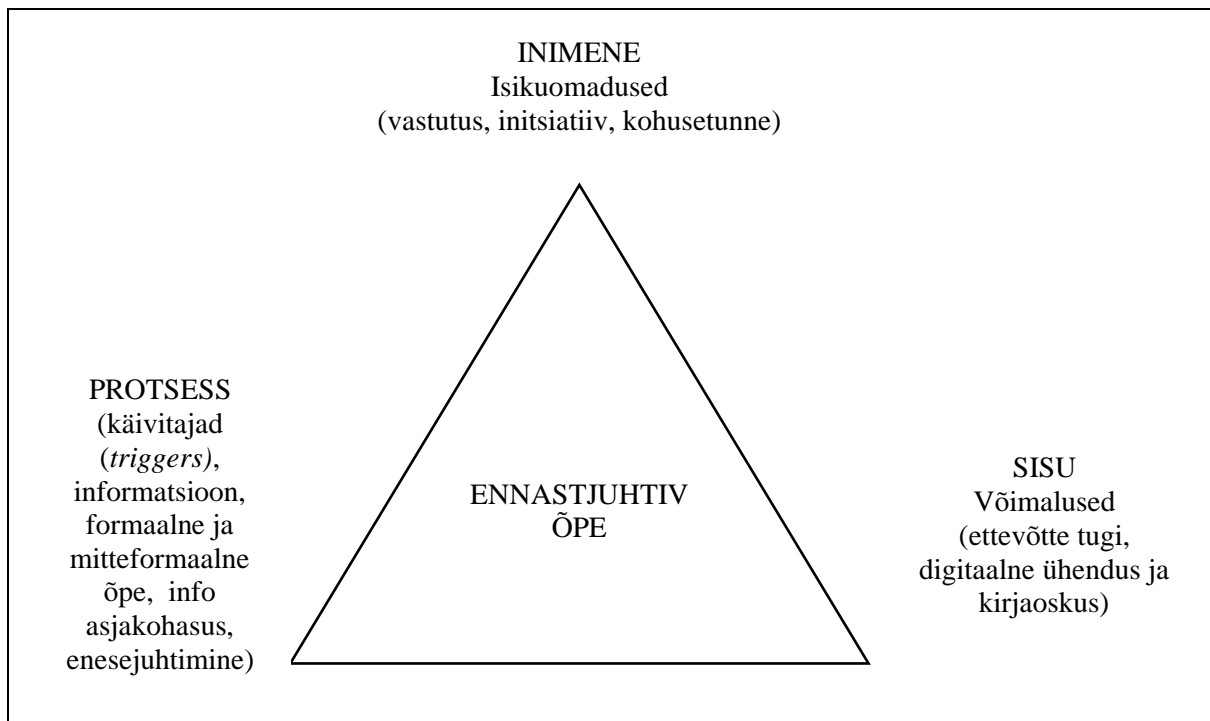 INIMENE
Isikuomadused
(vastutus, initsiatiiv, kohusetunne)
PROTSESS
(käivitajad
(triggers),
informatsioon,
formaalne ja
mitteformaalne
õpe, info
asjakohasus,
enesejuhtimine)
ENNASTJUHTIV
ÕPE
SISU
Võimalused
(ettevõtte tugi,
digitaalne ühendus ja
kirjaoskus)